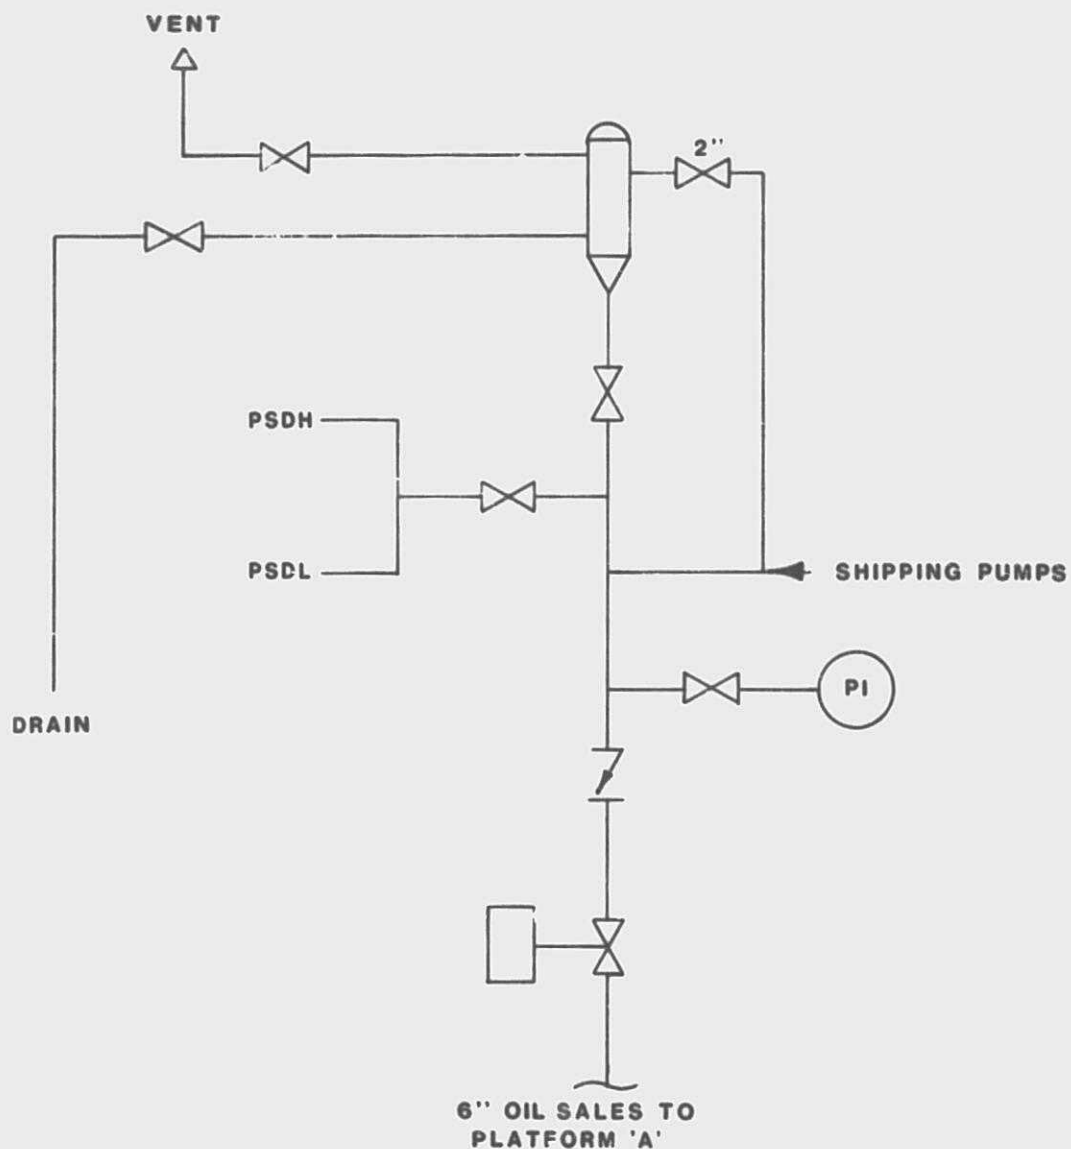 VENT
2"
PSDH
PSDL
SHIPPING PUMPS
PI
DRAIN
6" OIL SALES TO
PLATFORM 'A'